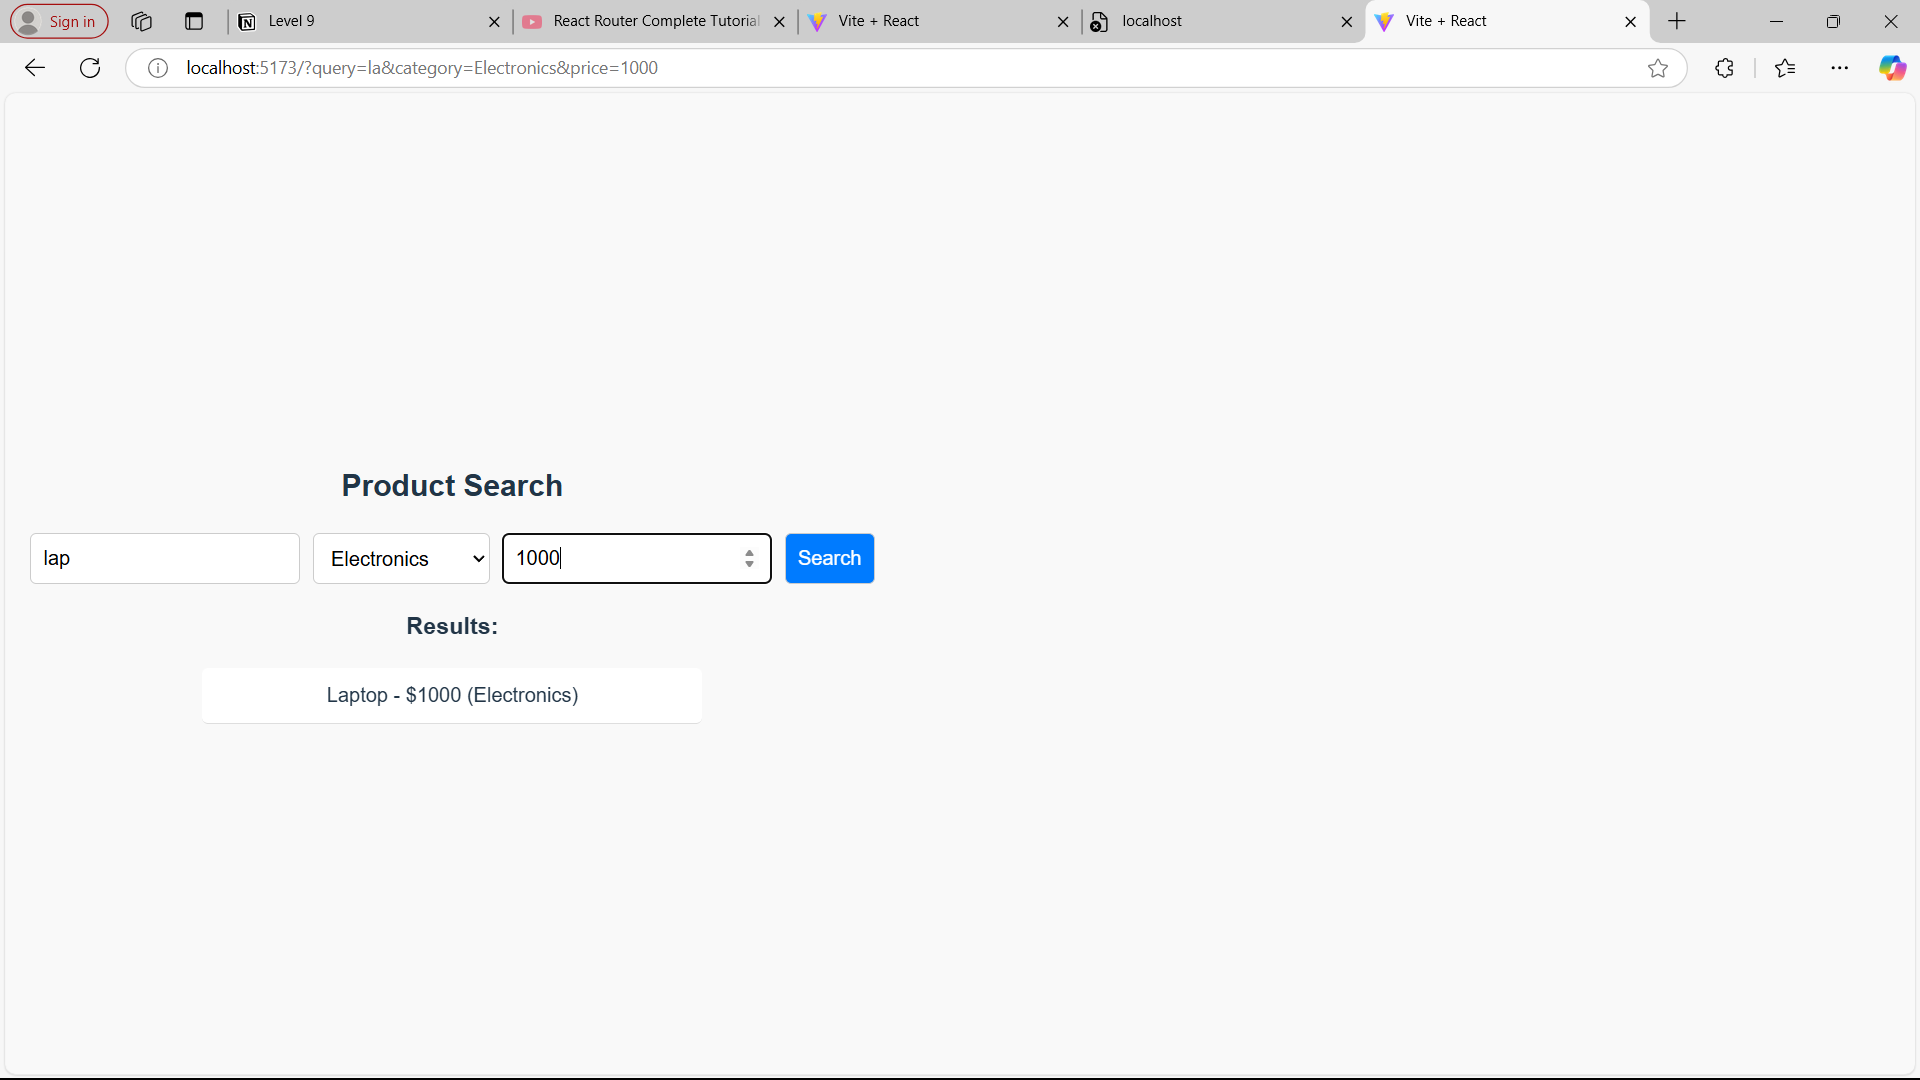 Sign in
Level 9
React Router Complete Tutorial
Vite + React
localhost
Vite + React
localhost:5173/?query=la&category=Electronics&price=1000
Product Search
lap
Electronics
1000
Search
Results:
Laptop - $1000 (Electronics)